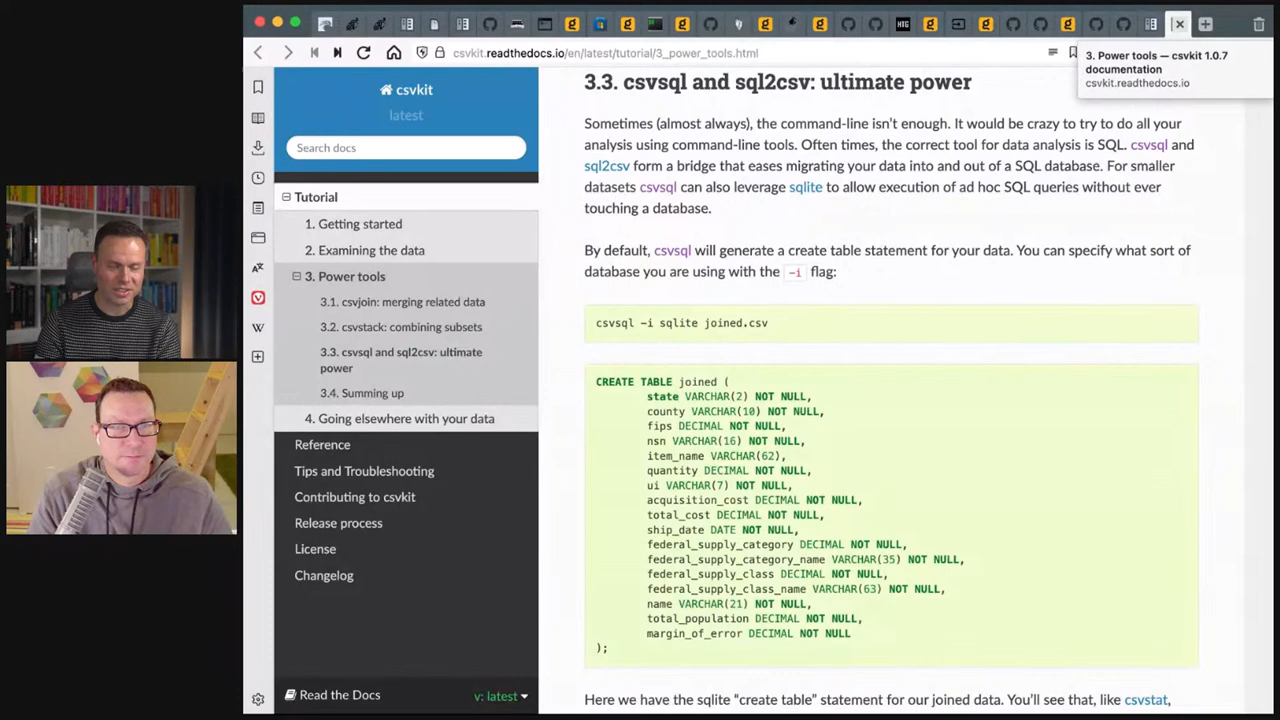 csvkit.readthedocs.io/en/latest/tutorial/3_power_tools.html
3. Power tools — csvkit 1.0.7
documentation
csvkit.readthedocs.io
csvkit
latest
Search docs
Tutorial
1. Getting started
2. Examining the data
3. Power tools
3.1. csvjoin: merging related data
3.2. csvstack: combining subsets
3.3. csvsql and sql2csv: ultimate
power
3.4. Summing up
4. Going elsewhere with your data
Reference
Tips and Troubleshooting
Contributing to csvkit
Release process
License
Changelog
Read the Docs
v: latest
3.3. csvsql and sql2csv: ultimate power
Sometimes (almost always), the command-line isn't enough. It would be crazy to try to do all your
analysis using command-line tools. Often times, the correct tool for data analysis is SQL. csvsql and
sql2csv form a bridge that eases migrating your data into and out of a SQL database. For smaller
datasets csvsql can also leverage sqlite to allow execution of ad hoc SQL queries without ever
touching a database.
By default, csvsql will generate a create table statement for your data. You can specify what sort of
database you are using with the -i flag:
csvsql -i sqlite joined.csv
CREATE TABLE joined (
state VARCHAR(2) NOT NULL,
county VARCHAR(10) NOT NULL,
fips DECIMAL NOT NULL,
nsn VARCHAR(16) NOT NULL,
item_name VARCHAR(62),
quantity DECIMAL NOT NULL,
ui VARCHAR(7) NOT NULL,
acquisition_cost DECIMAL NOT NULL,
total_cost DECIMAL NOT NULL,
ship_date DATE NOT NULL,
federal_supply_category DECIMAL NOT NULL,
federal_supply_category_name VARCHAR(35) NOT NULL,
federal_supply_class DECIMAL NOT NULL,
federal_supply_class_name VARCHAR(63) NOT NULL,
name VARCHAR(21) NOT NULL,
total_population DECIMAL NOT NULL,
margin_of_error DECIMAL NOT NULL
);
Here we have the sqlite "create table" statement for our joined data. You'll see that, like csvstat,